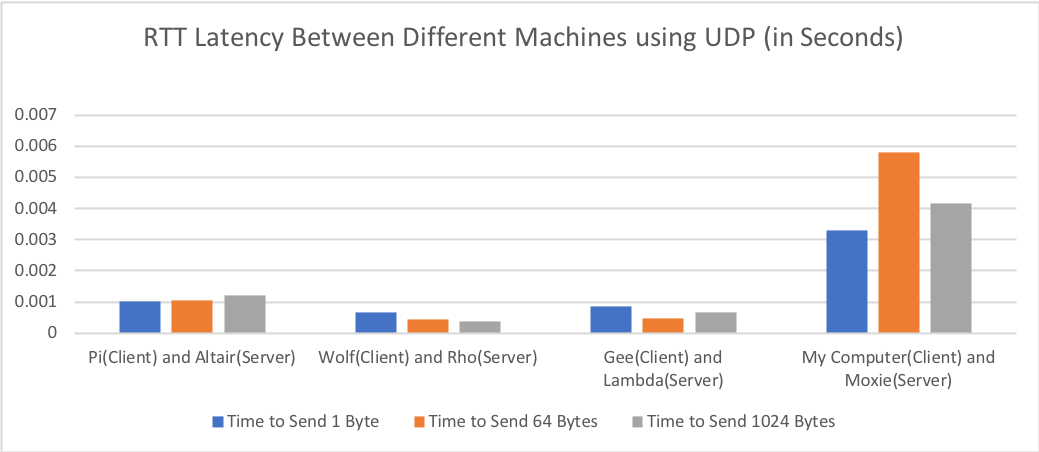 RTT Latency Between Different Machines using UDP (in Seconds)
0.007
0.006
0.005
0.004
0.003
0.002
0.001
0
Pi(Client) and Altair(Server)
Wolf(Client) and Rho(Server)
Gee(Client) and
Lambda(Server)
My Computer(Client) and
Moxie(Server)
Time to Send 1 Byte
Time to Send 64 Bytes
Time to Send 1024 Bytes